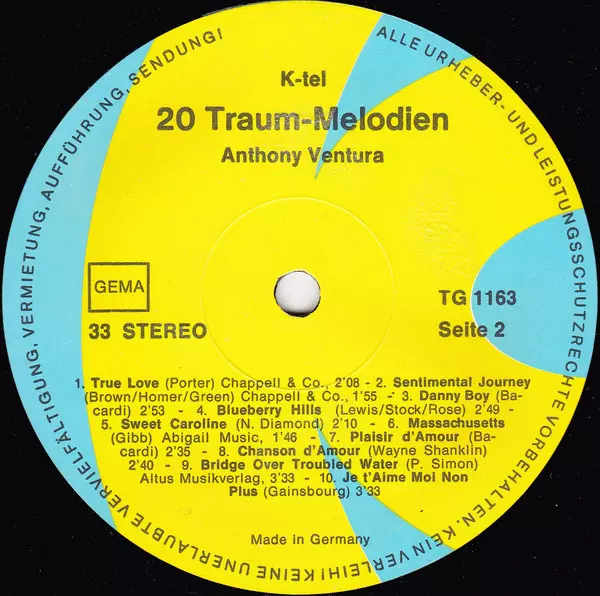 ALLE URHEBER- UND LEISTUNGSSCHUTZRECHTE VORBEHALTEN. KEIN VERLEIH! KEINE UNERLAUBTE VERVIELFÄLTIGUNG, VERMIETUNG, AUFFÜHRUNG, SENDUNG!
K-tel
20 Traum-Melodien
Anthony Ventura
GEMA
33 STEREO
TG 1163
Seite 2
1. True Love (Porter) Chappell & Co., 2'08 - 2. Sentimental Journey
(Brown/Homer/Green) Chappell & Co., 1'55 - 3. Danny Boy (Ba-
cardi) 2'53 - 4. Blueberry Hills (Lewis/Stock/Rose) 2'49 -
5. Sweet Caroline (N. Diamond) 2'10 - 6. Massachusetts
(Gibb) Abigail Music, 1'46 - 7. Plaisir d'Amour (Ba-
cardi) 2'35 - 8. Chanson d'Amour (Wayne Shanklin)
2'40 - 9. Bridge Over Troubled Water (P. Simon)
Altus Musikverlag, 3'33 - 10. Je t'Aime Moi Non
Plus (Gainsbourg) 3'33
Made in Germany